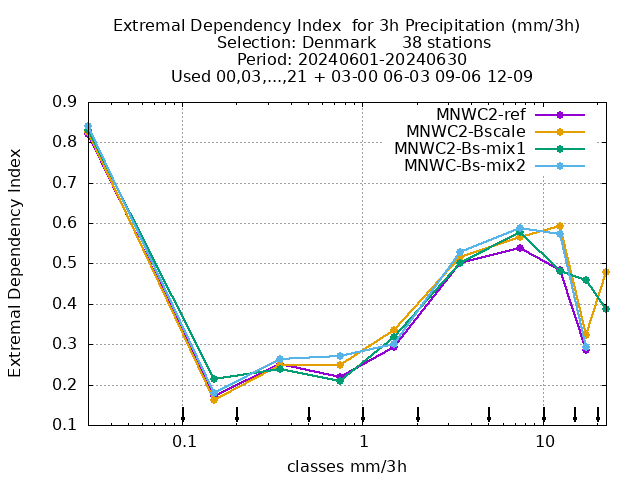 Extremal Dependency Index  for 3h Precipitation (mm/3h)
Selection: Denmark     38 stations
Period: 20240601-20240630
Used 00,03,...,21 + 03-00 06-03 09-06 12-09
MNWC2-ref
MNWC2-Bscale
MNWC2-Bs-mix1
MNWC-Bs-mix2
Extremal Dependency Index
0.9
0.8
0.7
0.6
0.5
0.4
0.3
0.2
0.1
0.1 1 10
classes mm/3h